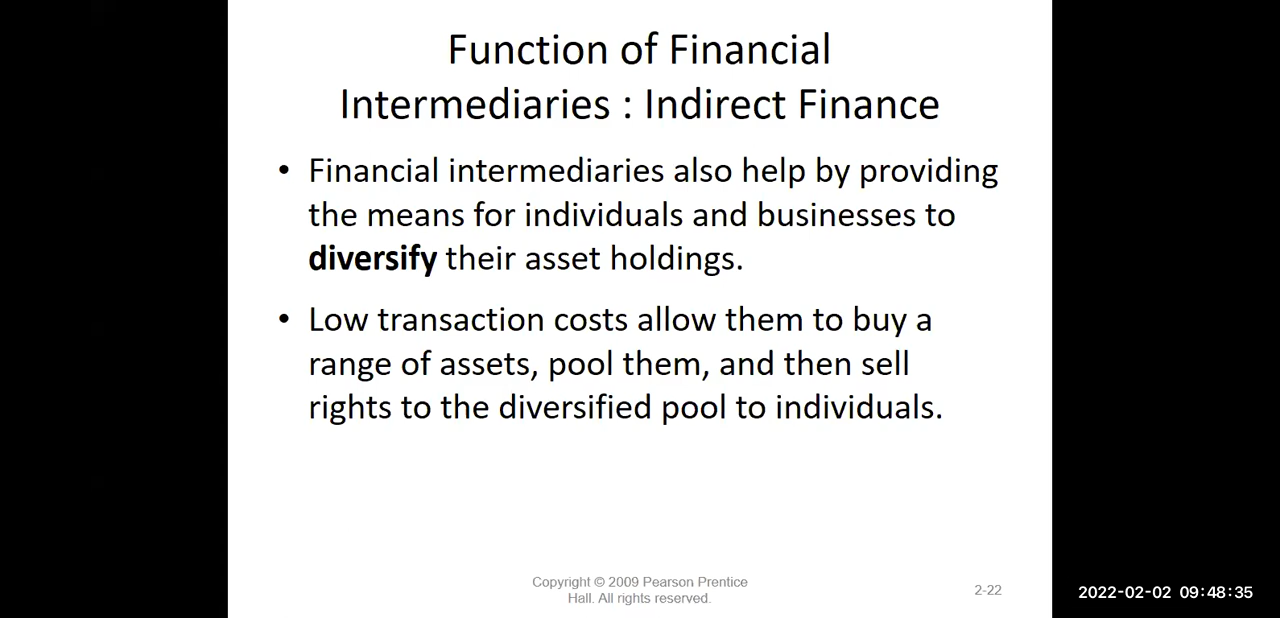 Function of Financial
Intermediaries : Indirect Finance
• Financial intermediaries also help by providing
the means for individuals and businesses to
diversify their asset holdings.
• Low transaction costs allow them to buy a
range of assets, pool them, and then sell
rights to the diversified pool to individuals.
Copyright © 2009 Pearson Prentice
Hall. All rights reserved.
2-22
2022-02-02 09:48:35